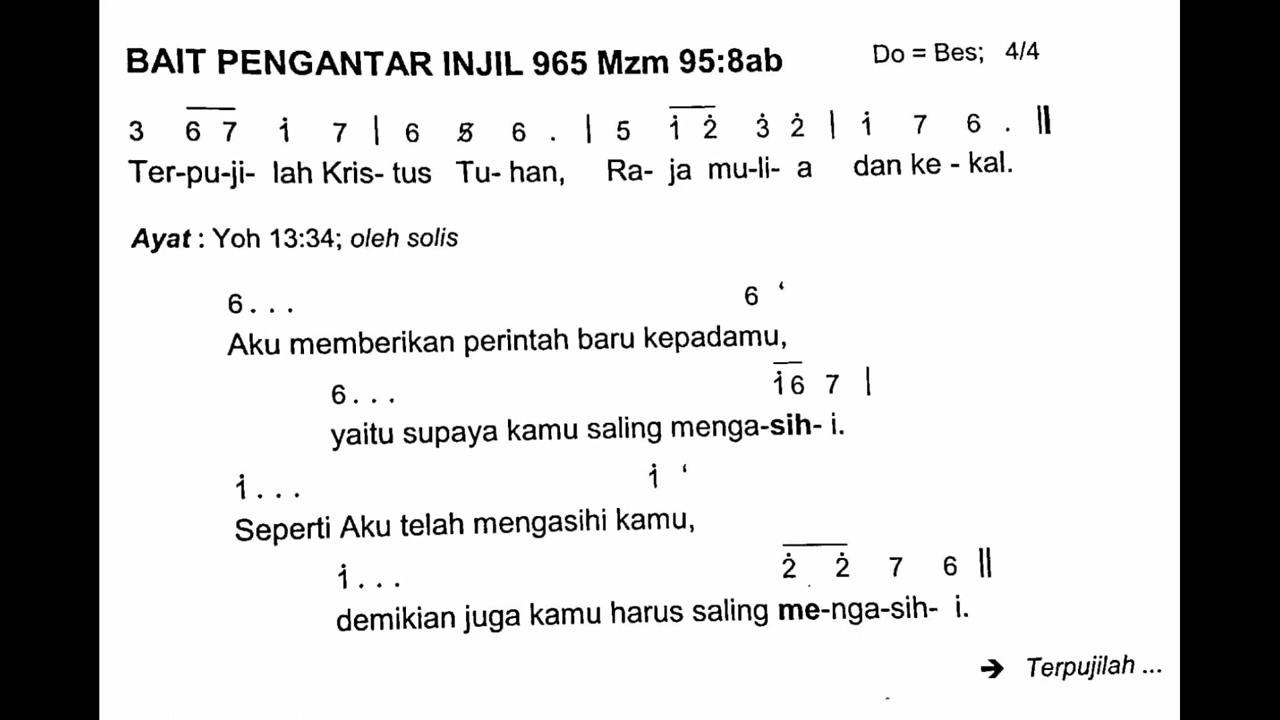 BAIT PENGANTAR INJIL 965 Mzm 95:8ab Do = Bes; 4/4
3 6 7 i̇ 7 | 6 5̸ 6 . | 5 i̇ 2̇ 3̇ 2̇ | i̇ 7 6 . ||
Ter-pu-ji- lah Kris- tus Tu- han, Ra- ja mu-li- a dan ke - kal.
Ayat : Yoh 13:34; oleh solis
6 . . . 6 ‘
Aku memberikan perintah baru kepadamu,
6 . . . 1̇ 6 7 |
yaitu supaya kamu saling menga-sih- i.
1̇ . . . 1̇ ‘
Seperti Aku telah mengasihi kamu,
1̇ . . . 2̇ 2̇ 7 6 ||
demikian juga kamu harus saling me-nga-sih- i.
➔ Terpujilah ...